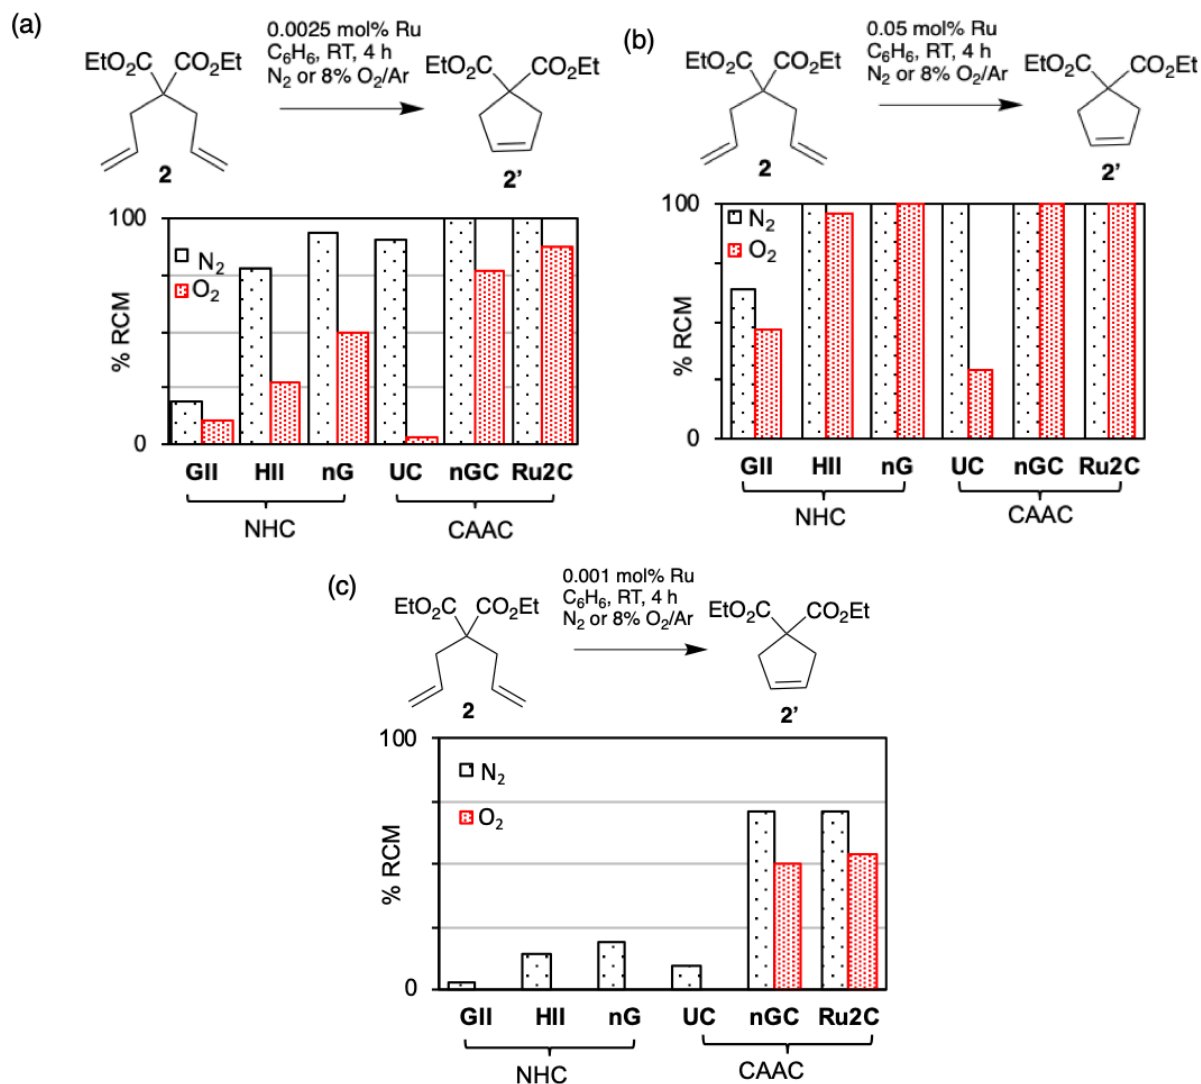 (a)
0.0025 mol% Ru
C₆H₆, RT, 4 h
N₂ or 8% O₂/Ar
EtO₂C CO₂Et
EtO₂C CO₂Et
2
2’
100
N₂
O₂
% RCM
0
GII HII nG UC nGC Ru2C
NHC CAAC
(b)
0.05 mol% Ru
C₆H₆, RT, 4 h
N₂ or 8% O₂/Ar
EtO₂C CO₂Et
EtO₂C CO₂Et
2
2’
100
N₂
O₂
% RCM
0
GII HII nG UC nGC Ru2C
NHC CAAC
(c)
0.001 mol% Ru
C₆H₆, RT, 4 h
N₂ or 8% O₂/Ar
EtO₂C CO₂Et
EtO₂C CO₂Et
2
2’
100
N₂
O₂
% RCM
0
GII HII nG UC nGC Ru2C
NHC CAAC